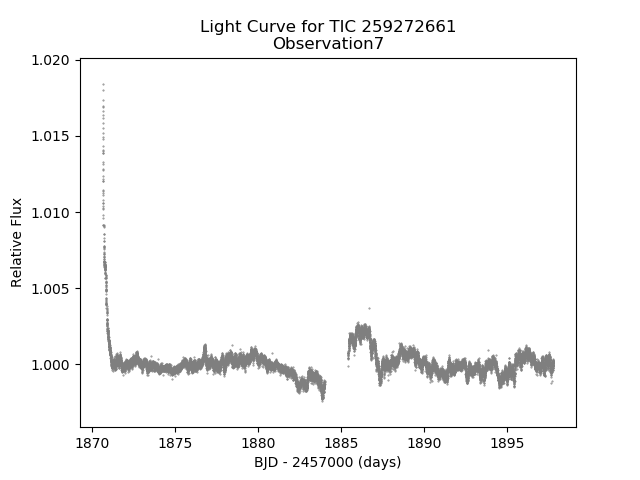 Light Curve for TIC 259272661
Observation7
1.020
1.015
1.010
1.005
1.000
Relative Flux
1870
1875
1880
1885
1890
1895
BJD - 2457000 (days)